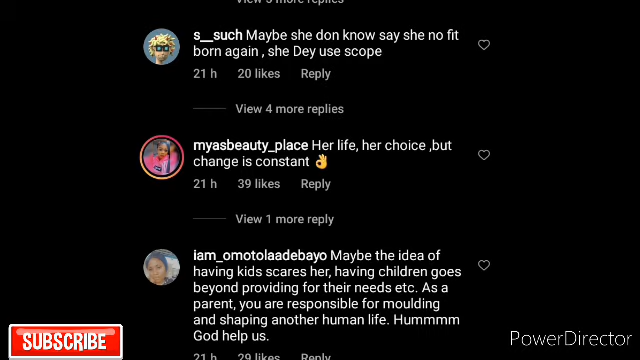 View 5 more replies
s__such Maybe she don know say she no fit
born again , she Dey use scope
21 h 20 likes Reply
View 4 more replies
myasbeauty_place Her life, her choice ,but
change is constant 👌
21 h 39 likes Reply
View 1 more reply
iam_omotolaadebayo Maybe the idea of
having kids scares her, having children goes
beyond providing for their needs etc. As a
parent, you are responsible for moulding
and shaping another human life. Hummmm
God help us.
21 h 29 likes Reply
SUBSCRIBE
PowerDirector